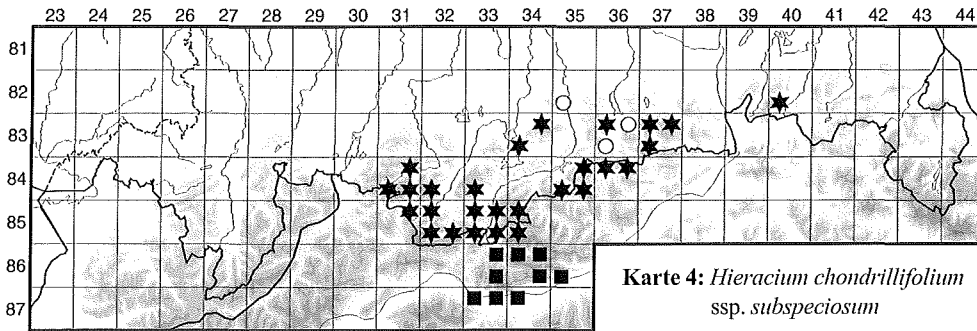 23 24 25 26 27 28 29 30 31 32 33 34 35 36 37 38 39 40 41 42 43 44
81
82
83
84
85
86
87
Karte 4: Hieracium chondrillifolium
ssp. subspeciosum